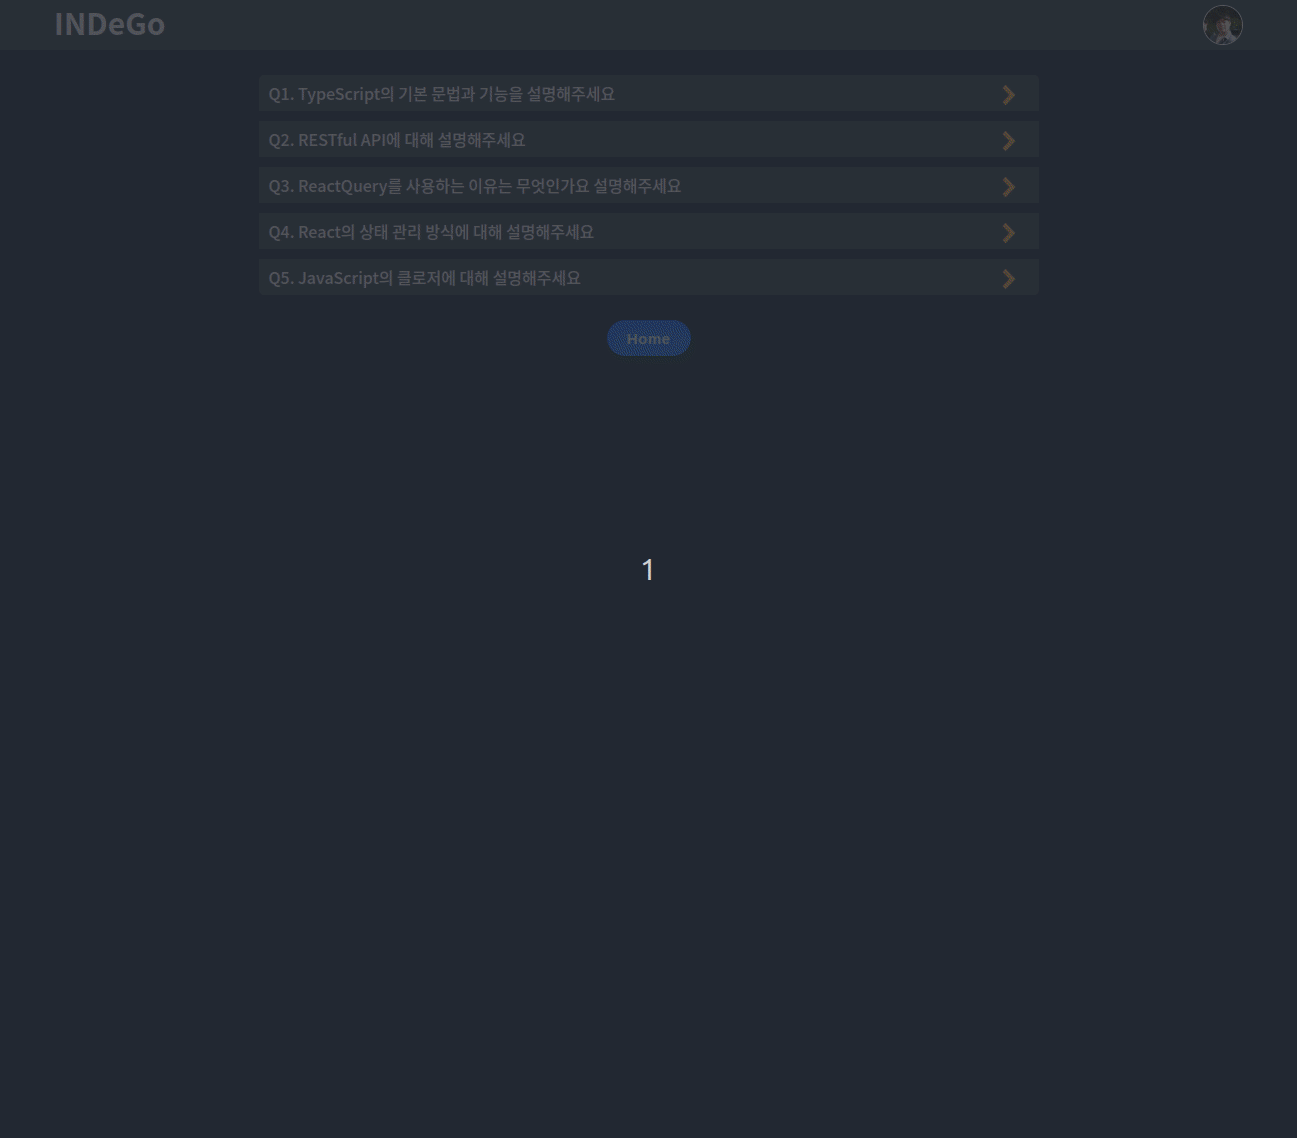 INDeGo
Q1. TypeScript의 기본 문법과 기능을 설명해주세요
Q2. RESTful API에 대해 설명해주세요
Q3. ReactQuery를 사용하는 이유는 무엇인가요 설명해주세요
Q4. React의 상태 관리 방식에 대해 설명해주세요
Q5. JavaScript의 클로저에 대해 설명해주세요
Home
1